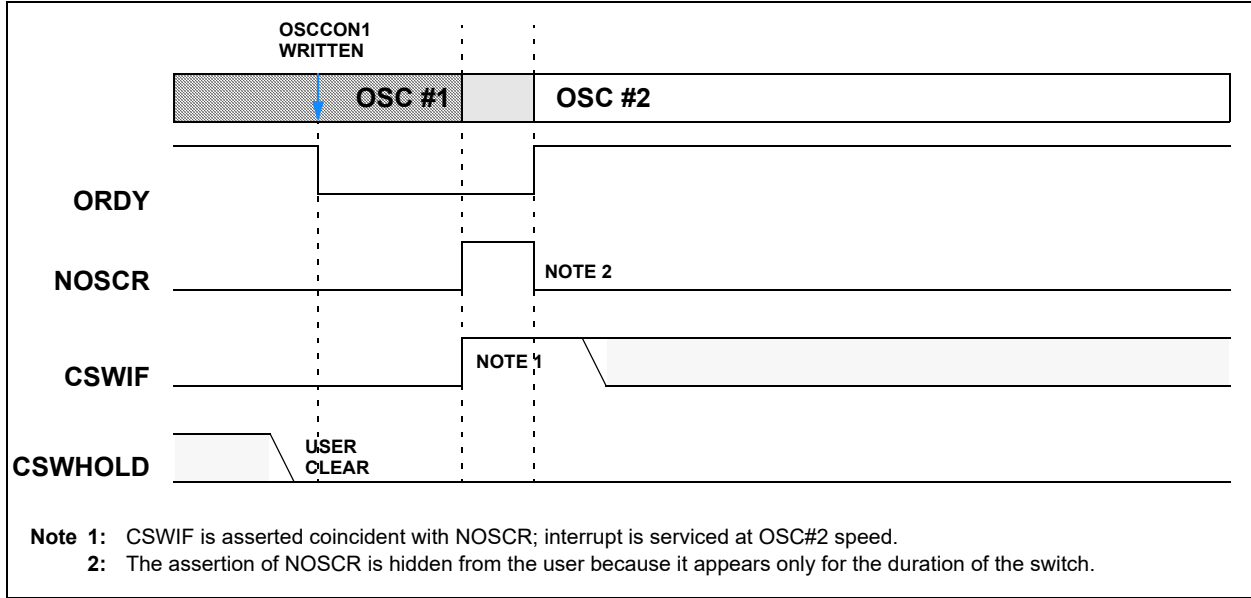 OSCCON1
WRITTEN
OSC #1
OSC #2
ORDY
NOSCR
NOTE 2
CSWIF
NOTE 1
CSWHOLD
USER
CLEAR
Note 1: CSWIF is asserted coincident with NOSCR; interrupt is serviced at OSC#2 speed.
2: The assertion of NOSCR is hidden from the user because it appears only for the duration of the switch.